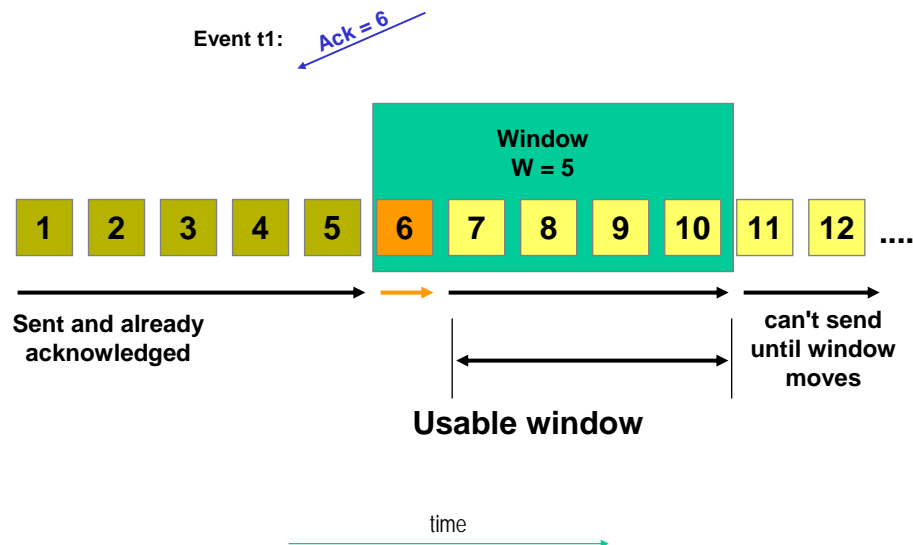 Event t1:
Ack = 6
Window
W = 5
1 2 3 4 5 6 7 8 9 10 11 12 ....
Sent and already
acknowledged
can't send
until window
moves
Usable window
time